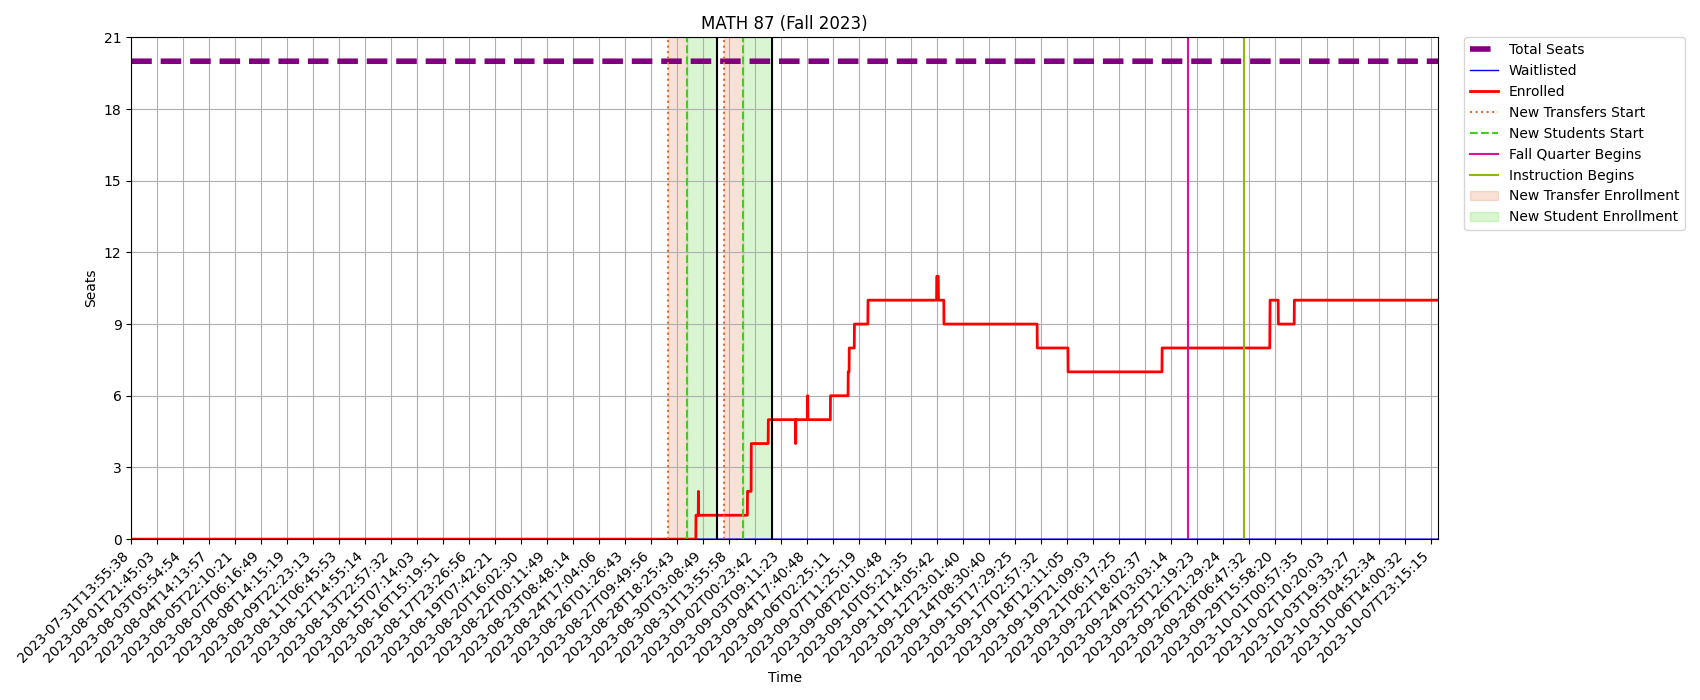 MATH 87 (Fall 2023)
21
18
15
12
9
6
3
0
Seats
2023-07-31T13:55:38
2023-08-01T21:45:03
2023-08-03T05:54:54
2023-08-04T14:13:57
2023-08-05T22:10:21
2023-08-07T06:16:49
2023-08-08T14:15:19
2023-08-09T22:23:13
2023-08-11T06:45:53
2023-08-12T14:55:14
2023-08-13T22:57:32
2023-08-15T07:14:03
2023-08-16T15:19:51
2023-08-17T23:26:56
2023-08-19T07:42:21
2023-08-20T16:02:30
2023-08-22T00:11:49
2023-08-23T08:48:14
2023-08-24T17:04:06
2023-08-26T01:26:43
2023-08-27T09:49:56
2023-08-28T18:25:43
2023-08-30T03:08:49
2023-08-31T13:55:58
2023-09-02T00:23:42
2023-09-03T09:11:23
2023-09-04T17:40:48
2023-09-06T02:25:11
2023-09-07T11:25:19
2023-09-08T20:10:48
2023-09-10T05:21:35
2023-09-11T14:05:42
2023-09-12T23:01:40
2023-09-14T08:30:40
2023-09-15T17:29:25
2023-09-17T02:57:32
2023-09-18T12:11:05
2023-09-19T21:09:03
2023-09-21T06:17:25
2023-09-22T18:02:37
2023-09-24T03:03:14
2023-09-25T12:19:23
2023-09-26T21:29:24
2023-09-28T06:47:32
2023-09-29T15:58:20
2023-10-01T00:57:35
2023-10-02T10:20:03
2023-10-03T19:33:27
2023-10-05T04:52:34
2023-10-06T14:00:32
2023-10-07T23:15:15
Time
Total Seats
Waitlisted
Enrolled
New Transfers Start
New Students Start
Fall Quarter Begins
Instruction Begins
New Transfer Enrollment
New Student Enrollment